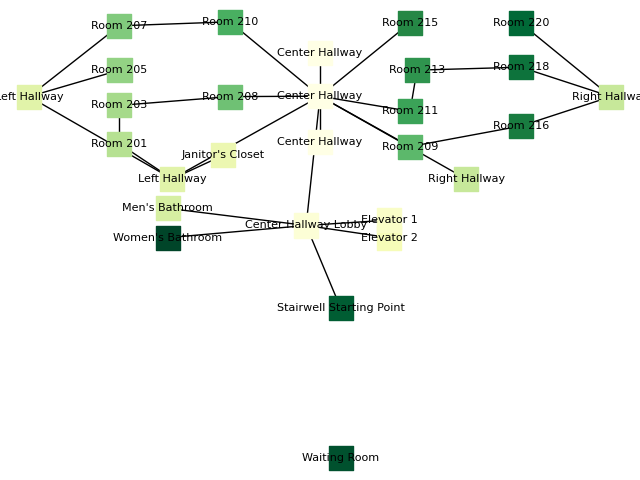 Room 207
Room 210
Room 215
Room 220
Center Hallway
Room 205
Room 213
Room 218
Left Hallway
Room 203
Room 208
Center Hallway
Room 211
Right Hallwa
Room 201
Janitor's Closet
Center Hallway
Room 209
Room 216
Left Hallway
Right Hallway
Men's Bathroom
Center Hallway Lobby
Elevator 1
Women's Bathroom
Elevator 2
Stairwell Starting Point
Waiting Room